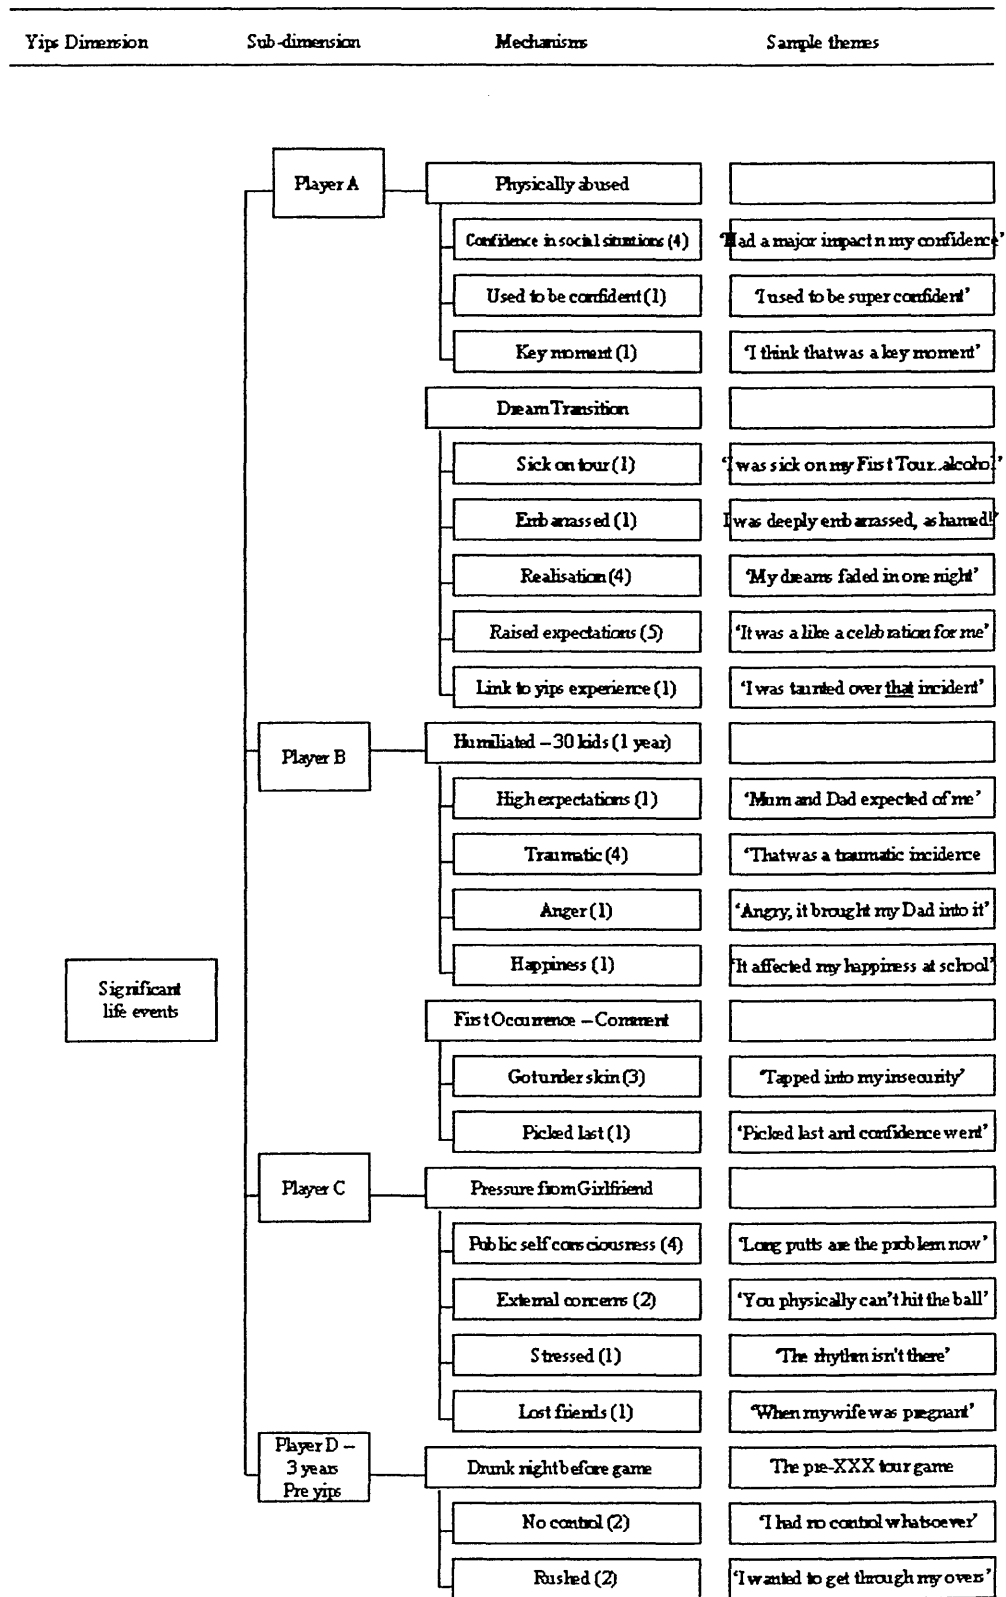 Yips Dimension Sub-dimension Mechanisms Sample themes
Player A Physically abused
Confidence in social situations (4) 'Had a major impact n my confidence'
Used to be confident (1) 'I used to be super confident'
Key moment (1) 'I think that was a key moment'
Dream Transition
Sick on tour (1) 'I was sick on my First Tour..alcohol'
Embarrassed (1) I was deeply embarrassed, ashamed!'
Realisation (4) 'My dreams faded in one night'
Raised expectations (5) 'It was a like a celebration for me'
Link to yips experience (1) 'I was taunted over that incident'
Player B Humiliated – 30 kids (1 year)
High expectations (1) 'Mum and Dad expected of me'
Traumatic (4) 'That was a traumatic incidence
Anger (1) 'Angry, it brought my Dad into it'
Happiness (1) 'It affected my happiness at school'
Significant
life events
First Occurrence – Comment
Got under skin (3) 'Tapped into my insecurity'
Picked last (1) 'Picked last and confidence went'
Player C Pressure from Girlfriend
Public self consciousness (4) 'Long putts are the problem now'
External concerns (2) 'You physically can't hit the ball'
Stressed (1) 'The rhythm isn't there'
Lost friends (1) 'When my wife was pregnant'
Player D –
3 years
Pre yips
Drunk night before game The pre-XXX tour game
No control (2) 'I had no control whatsoever'
Rushed (2) 'I wanted to get through my overs'